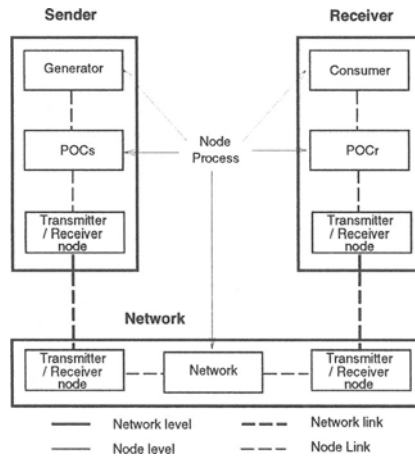 Sender
Receiver
Generator
Consumer
Node
Process
POCs
POCr
Transmitter
/ Receiver
node
Transmitter
/ Receiver
node
Network
Transmitter
/ Receiver
node
Network
Transmitter
/ Receiver
node
Network level
Network link
Node level
Node Link